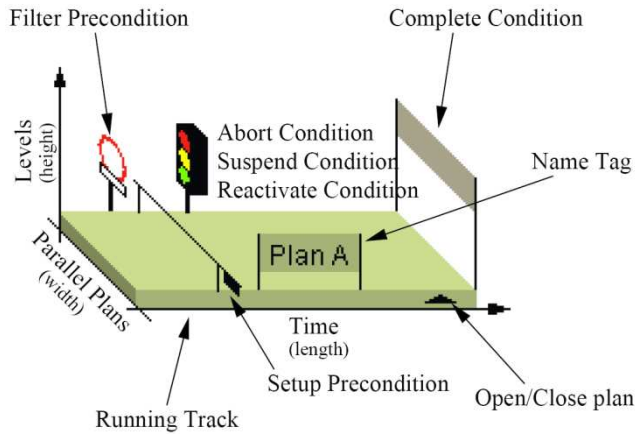 Filter Precondition
Complete Condition
Levels
(height)
Abort Condition
Suspend Condition
Reactivate Condition
Name Tag
Plan A
Parallel Plans
(width)
Time
(length)
Setup Precondition
Open/Close plan
Running Track